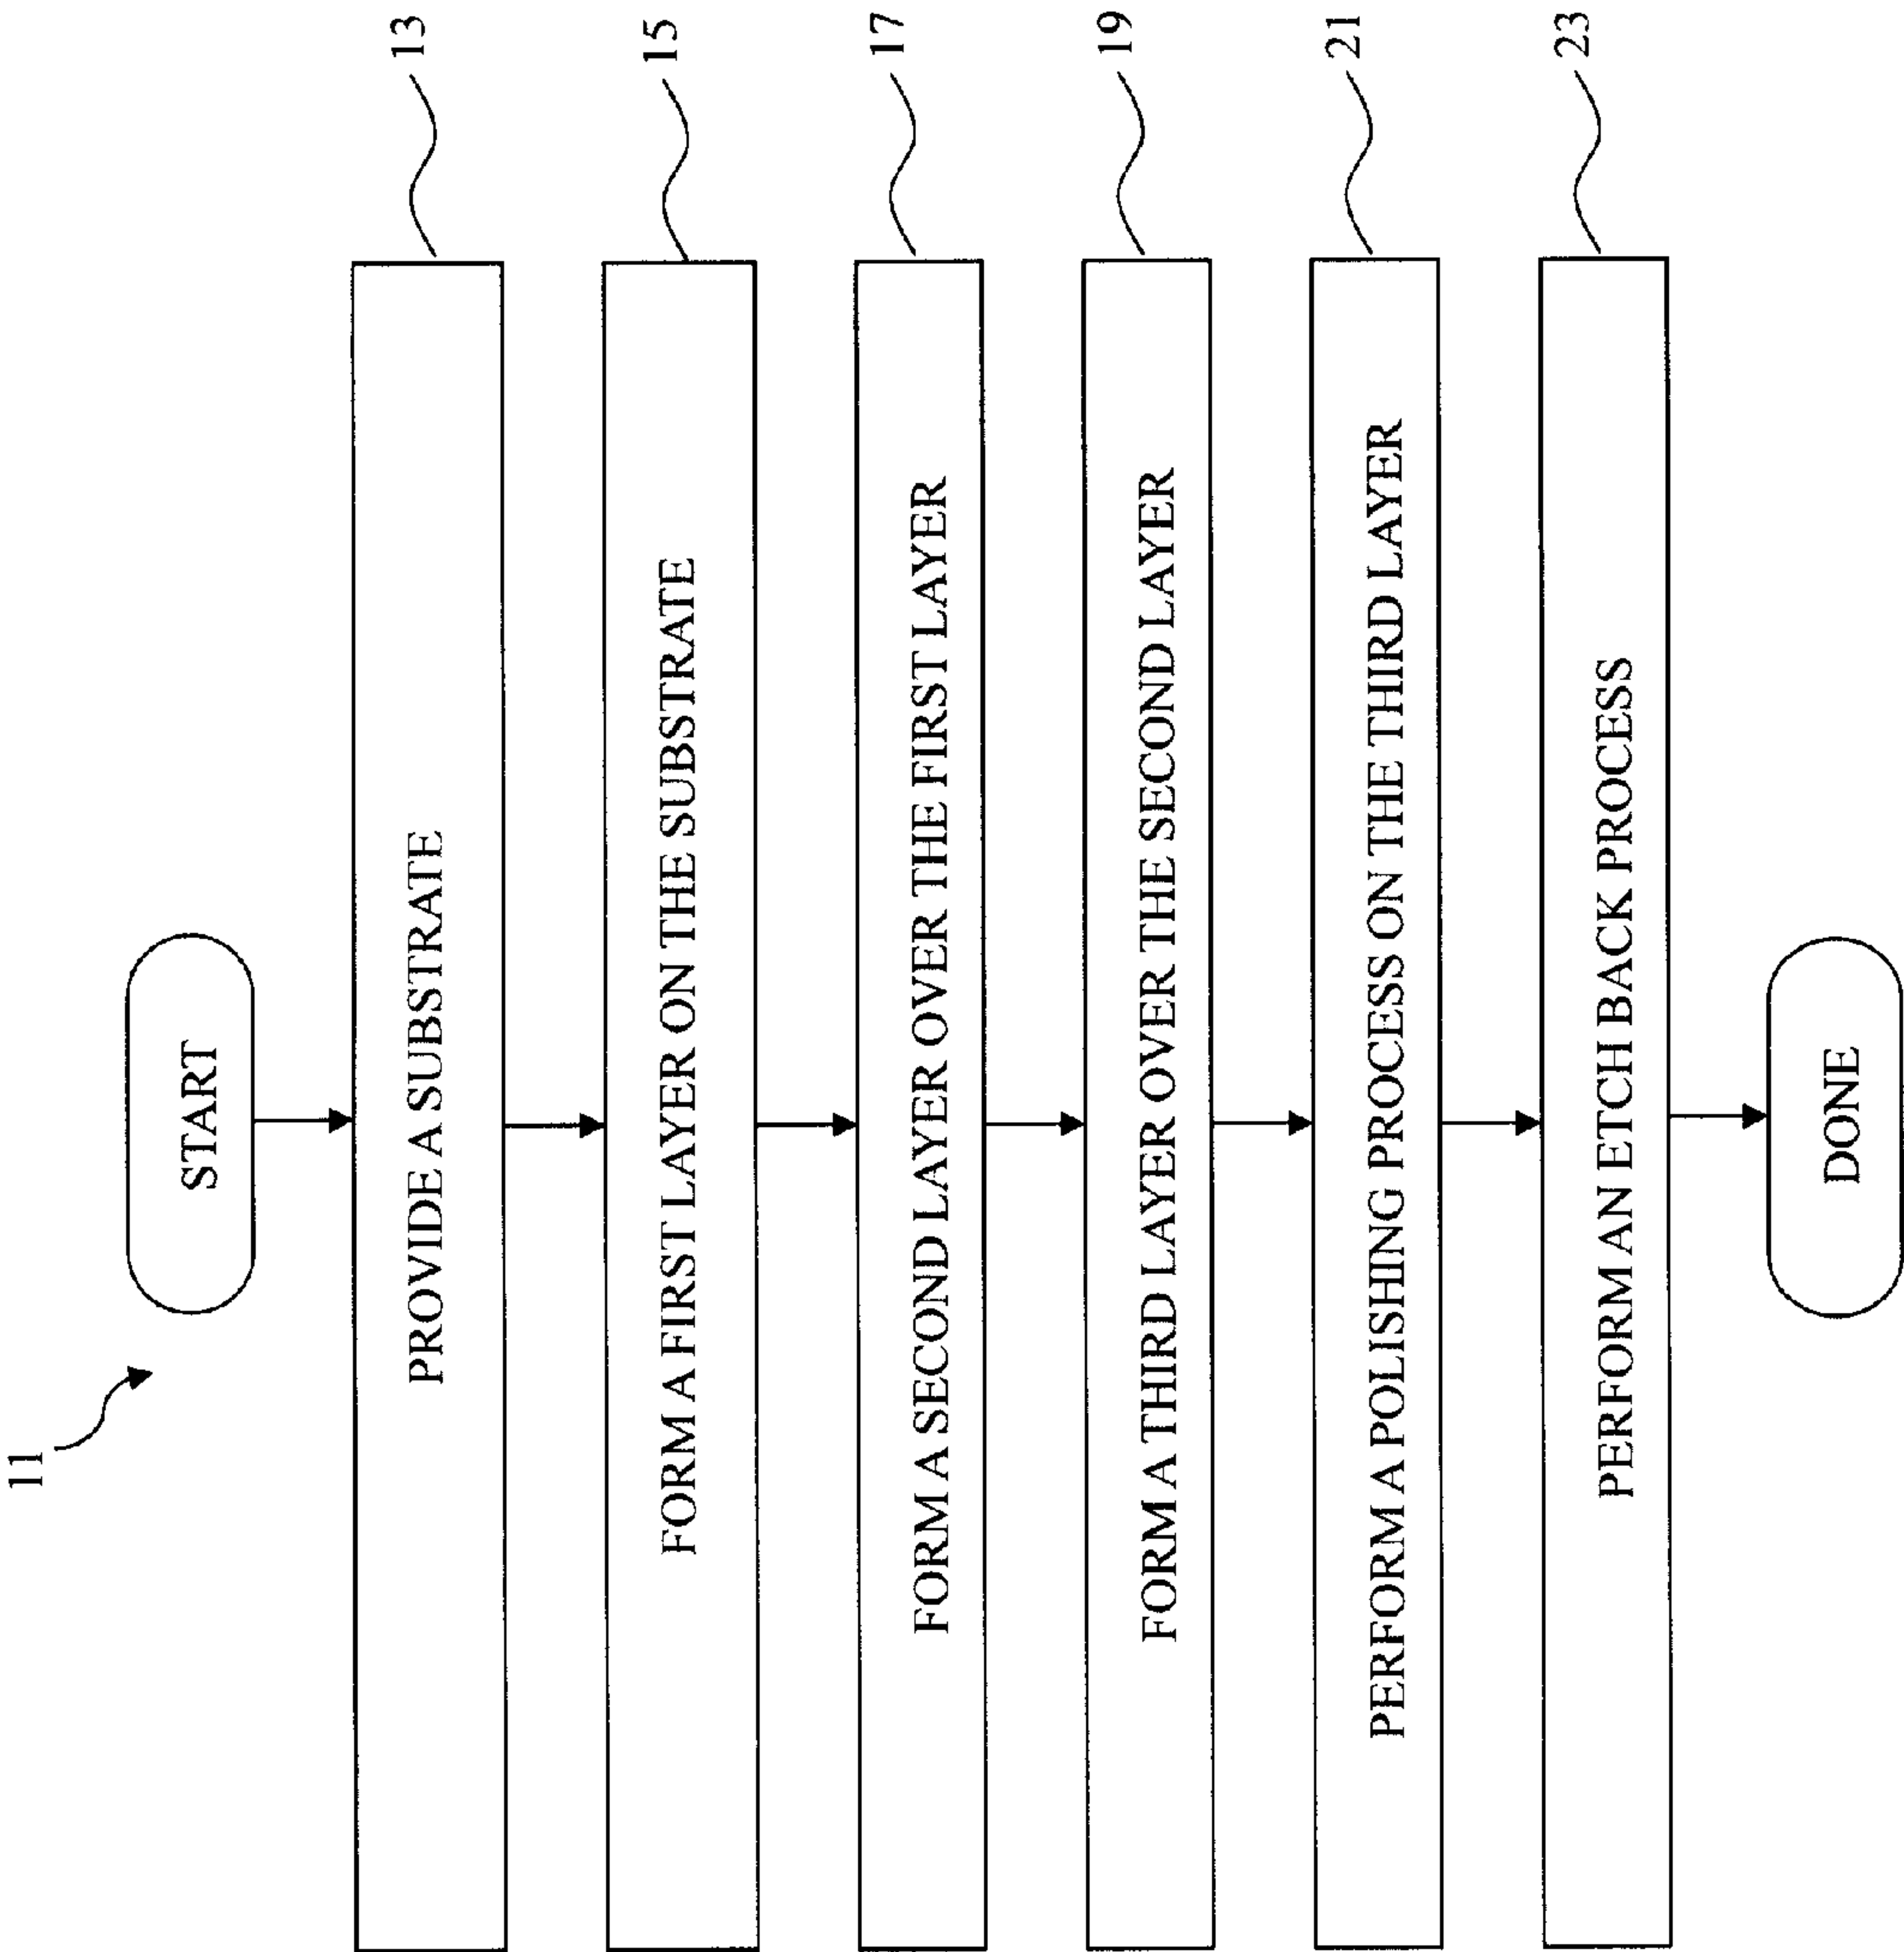 11
START
PROVIDE A SUBSTRATE
13
FORM A FIRST LAYER ON THE SUBSTRATE
15
FORM A SECOND LAYER OVER THE FIRST LAYER
17
FORM A THIRD LAYER OVER THE SECOND LAYER
19
PERFORM A POLISHING PROCESS ON THE THIRD LAYER
21
PERFORM AN ETCH BACK PROCESS
23
DONE